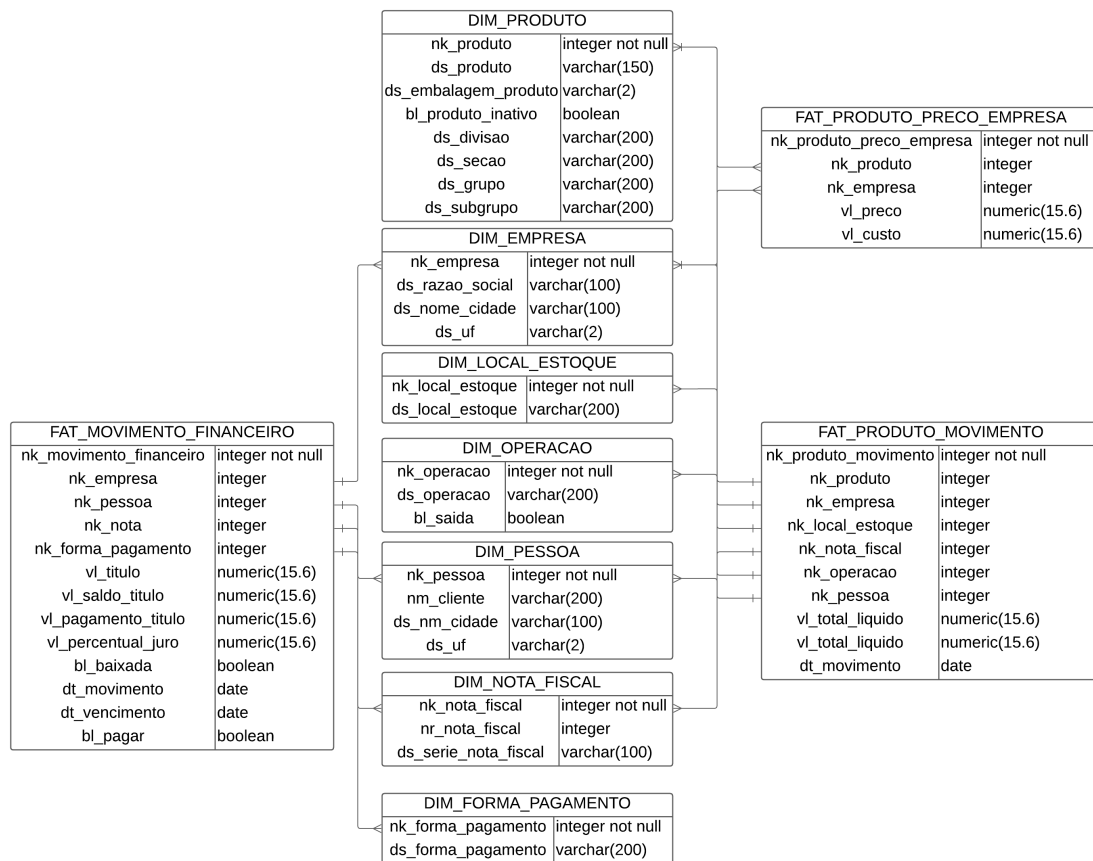 DIM_PRODUTO
nk_produto integer not null
ds_produto varchar(150)
ds_embalagem_produto varchar(2)
bl_produto_inativo boolean
ds_divisao varchar(200)
ds_secao varchar(200)
ds_grupo varchar(200)
ds_subgrupo varchar(200)
FAT_PRODUTO_PRECO_EMPRESA
nk_produto_preco_empresa integer not null
nk_produto integer
nk_empresa integer
vl_preco numeric(15.6)
vl_custo numeric(15.6)
DIM_EMPRESA
nk_empresa integer not null
ds_razao_social varchar(100)
ds_nome_cidade varchar(100)
ds_uf varchar(2)
DIM_LOCAL_ESTOQUE
nk_local_estoque integer not null
ds_local_estoque varchar(200)
FAT_MOVIMENTO_FINANCEIRO
nk_movimento_financeiro integer not null
nk_empresa integer
nk_pessoa integer
nk_nota integer
nk_forma_pagamento integer
vl_titulo numeric(15.6)
vl_saldo_titulo numeric(15.6)
vl_pagamento_titulo numeric(15.6)
vl_percentual_juro numeric(15.6)
bl_baixada boolean
dt_movimento date
dt_vencimento date
bl_pagar boolean
DIM_OPERACAO
nk_operacao integer not null
ds_operacao varchar(200)
bl_saida boolean
FAT_PRODUTO_MOVIMENTO
nk_produto_movimento integer not null
nk_produto integer
nk_empresa integer
nk_local_estoque integer
nk_nota_fiscal integer
nk_operacao integer
nk_pessoa integer
vl_total_liquido numeric(15.6)
vl_total_liquido numeric(15.6)
dt_movimento date
DIM_PESSOA
nk_pessoa integer not null
nm_cliente varchar(200)
ds_nm_cidade varchar(100)
ds_uf varchar(2)
DIM_NOTA_FISCAL
nk_nota_fiscal integer not null
nr_nota_fiscal integer
ds_serie_nota_fiscal varchar(100)
DIM_FORMA_PAGAMENTO
nk_forma_pagamento integer not null
ds_forma_pagamento varchar(200)